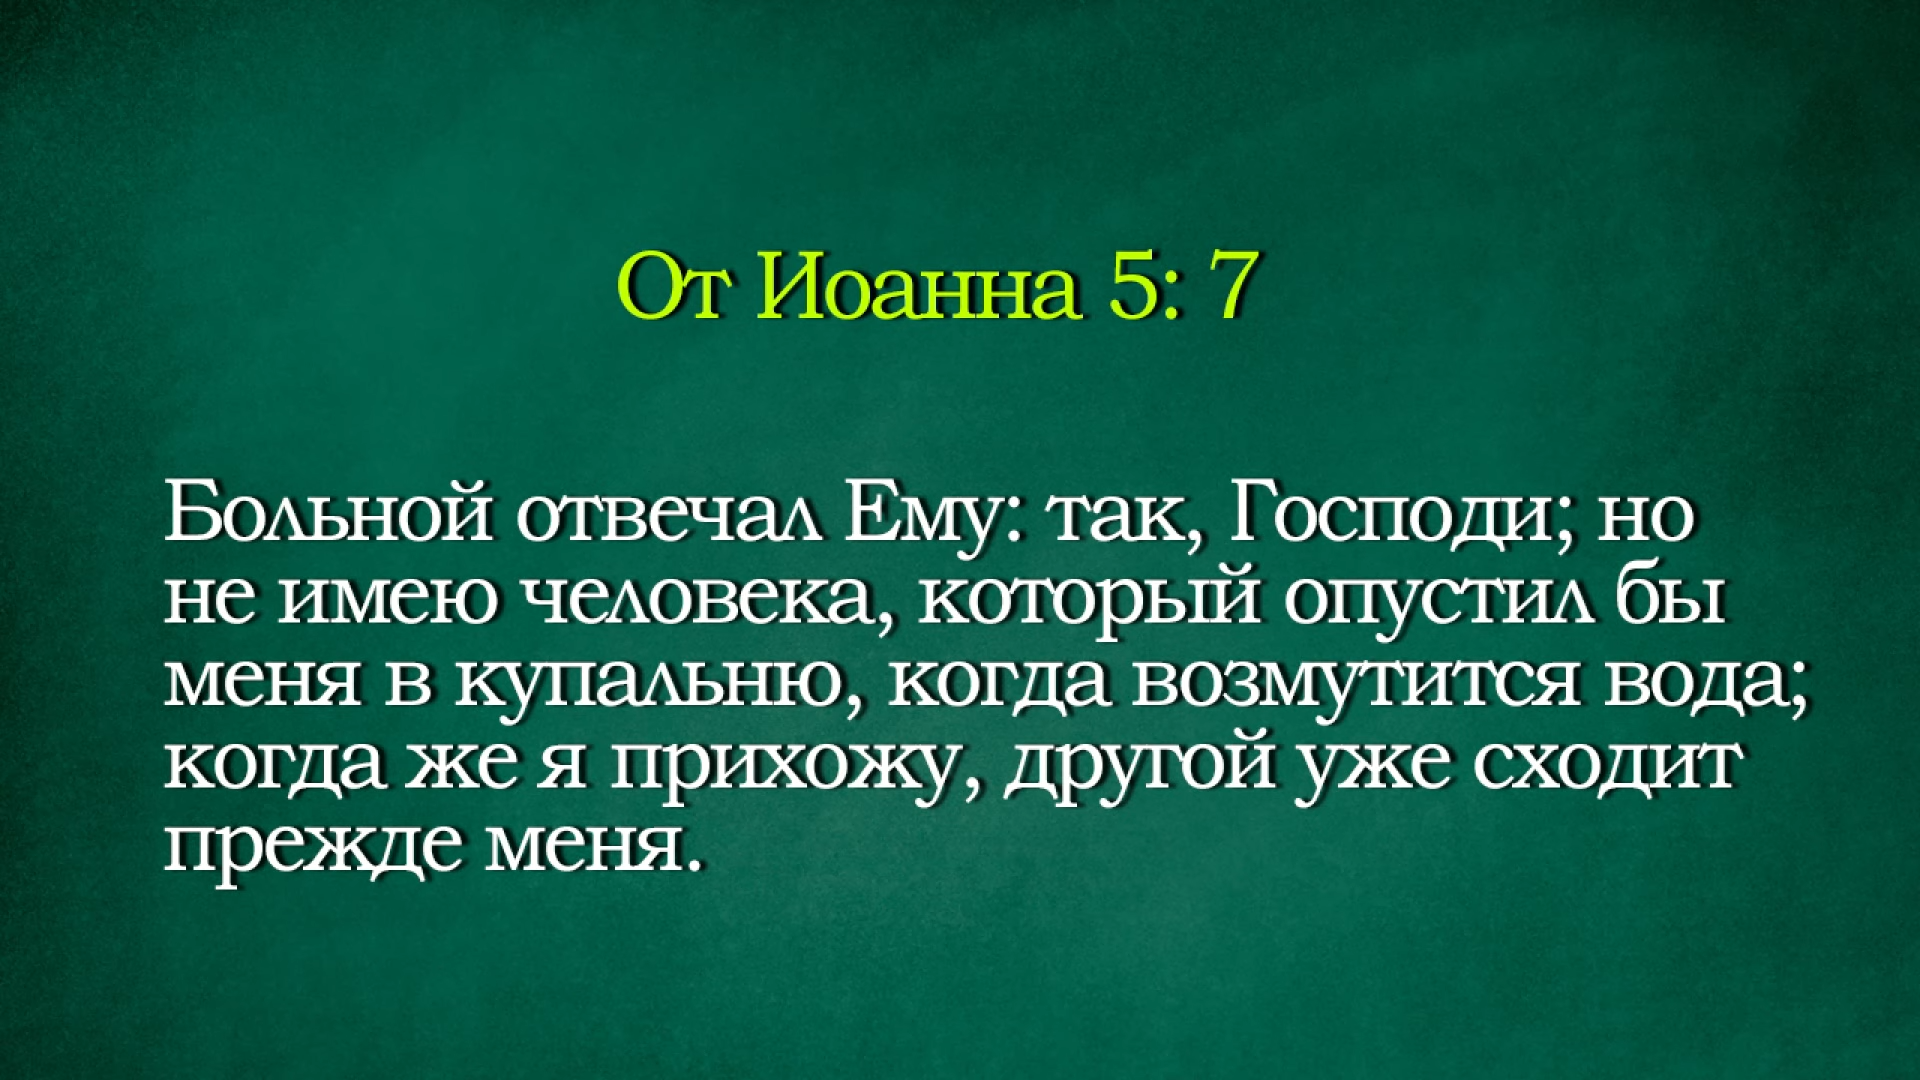 От Иоанна 5: 7
Больной отвечал Ему: так, Господи; но
не имею человека, который опустил бы
меня в купальню, когда возмутится вода;
когда же я прихожу, другой уже сходит
прежде меня.